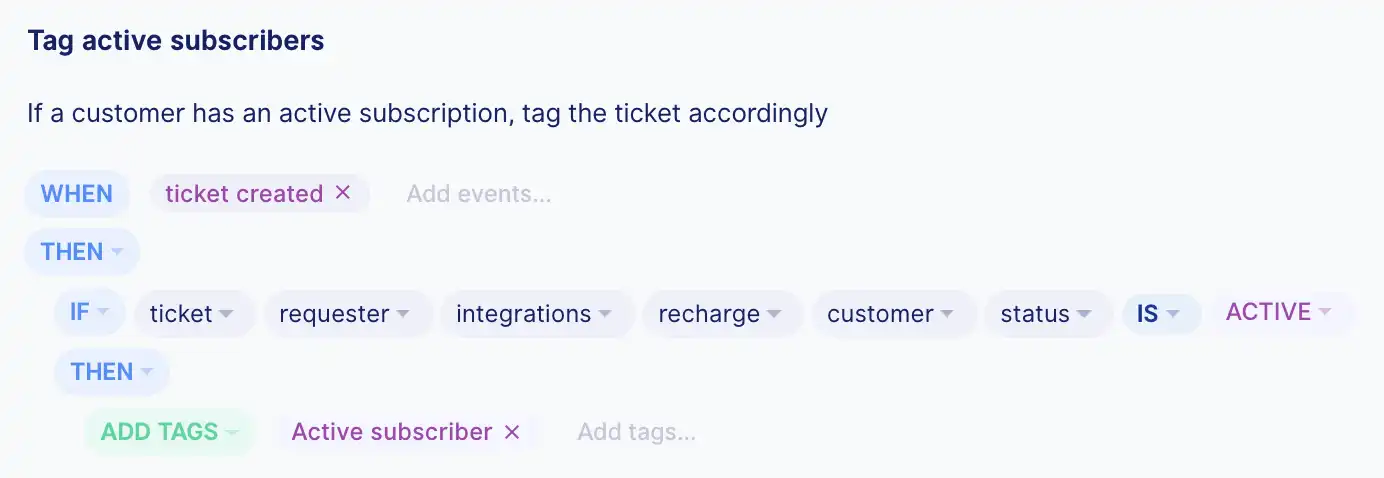 Tag active subscribers
If a customer has an active subscription, tag the ticket accordingly
WHEN ticket created × Add events...
THEN
IF ticket requester integrations recharge customer status IS ACTIVE
THEN
ADD TAGS Active subscriber × Add tags...